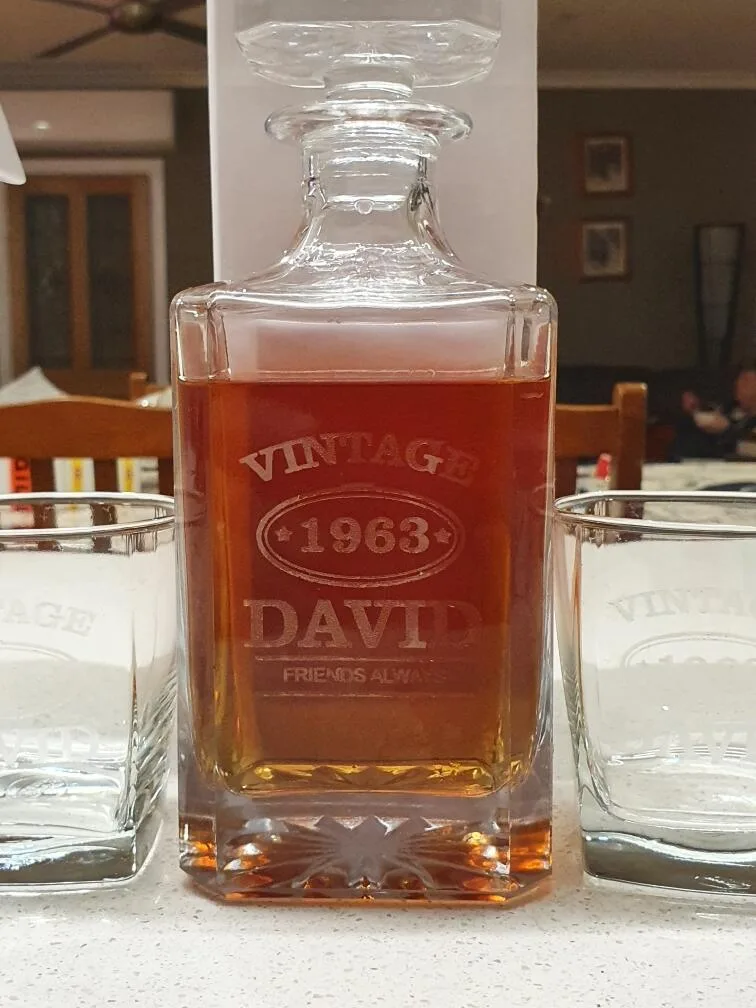 VINTAGE
1963
DAVID
FRIENDS ALWAYS